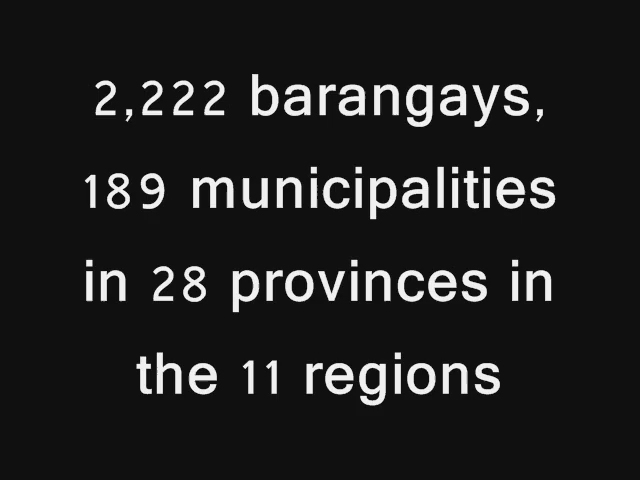 2,222 barangays,
189 municipalities
in 28 provinces in
the 11 regions